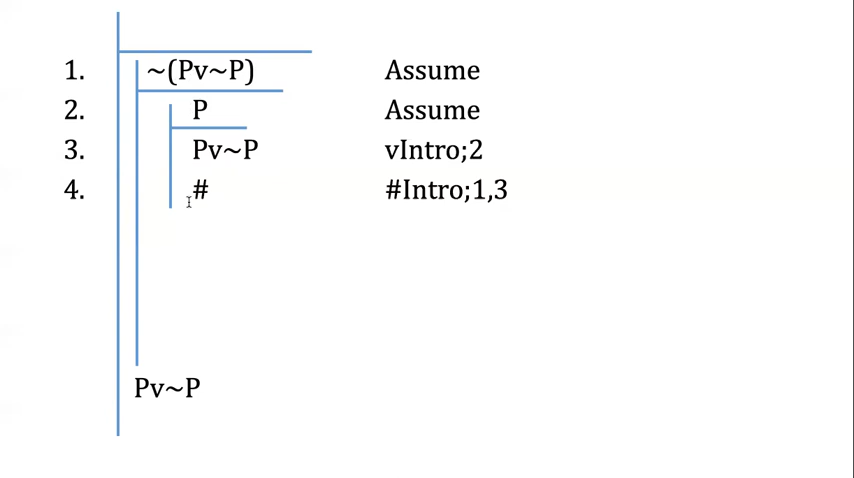 1. ~(Pv~P) Assume
2. P Assume
3. Pv~P vIntro;2
4. # #Intro;1,3
Pv~P